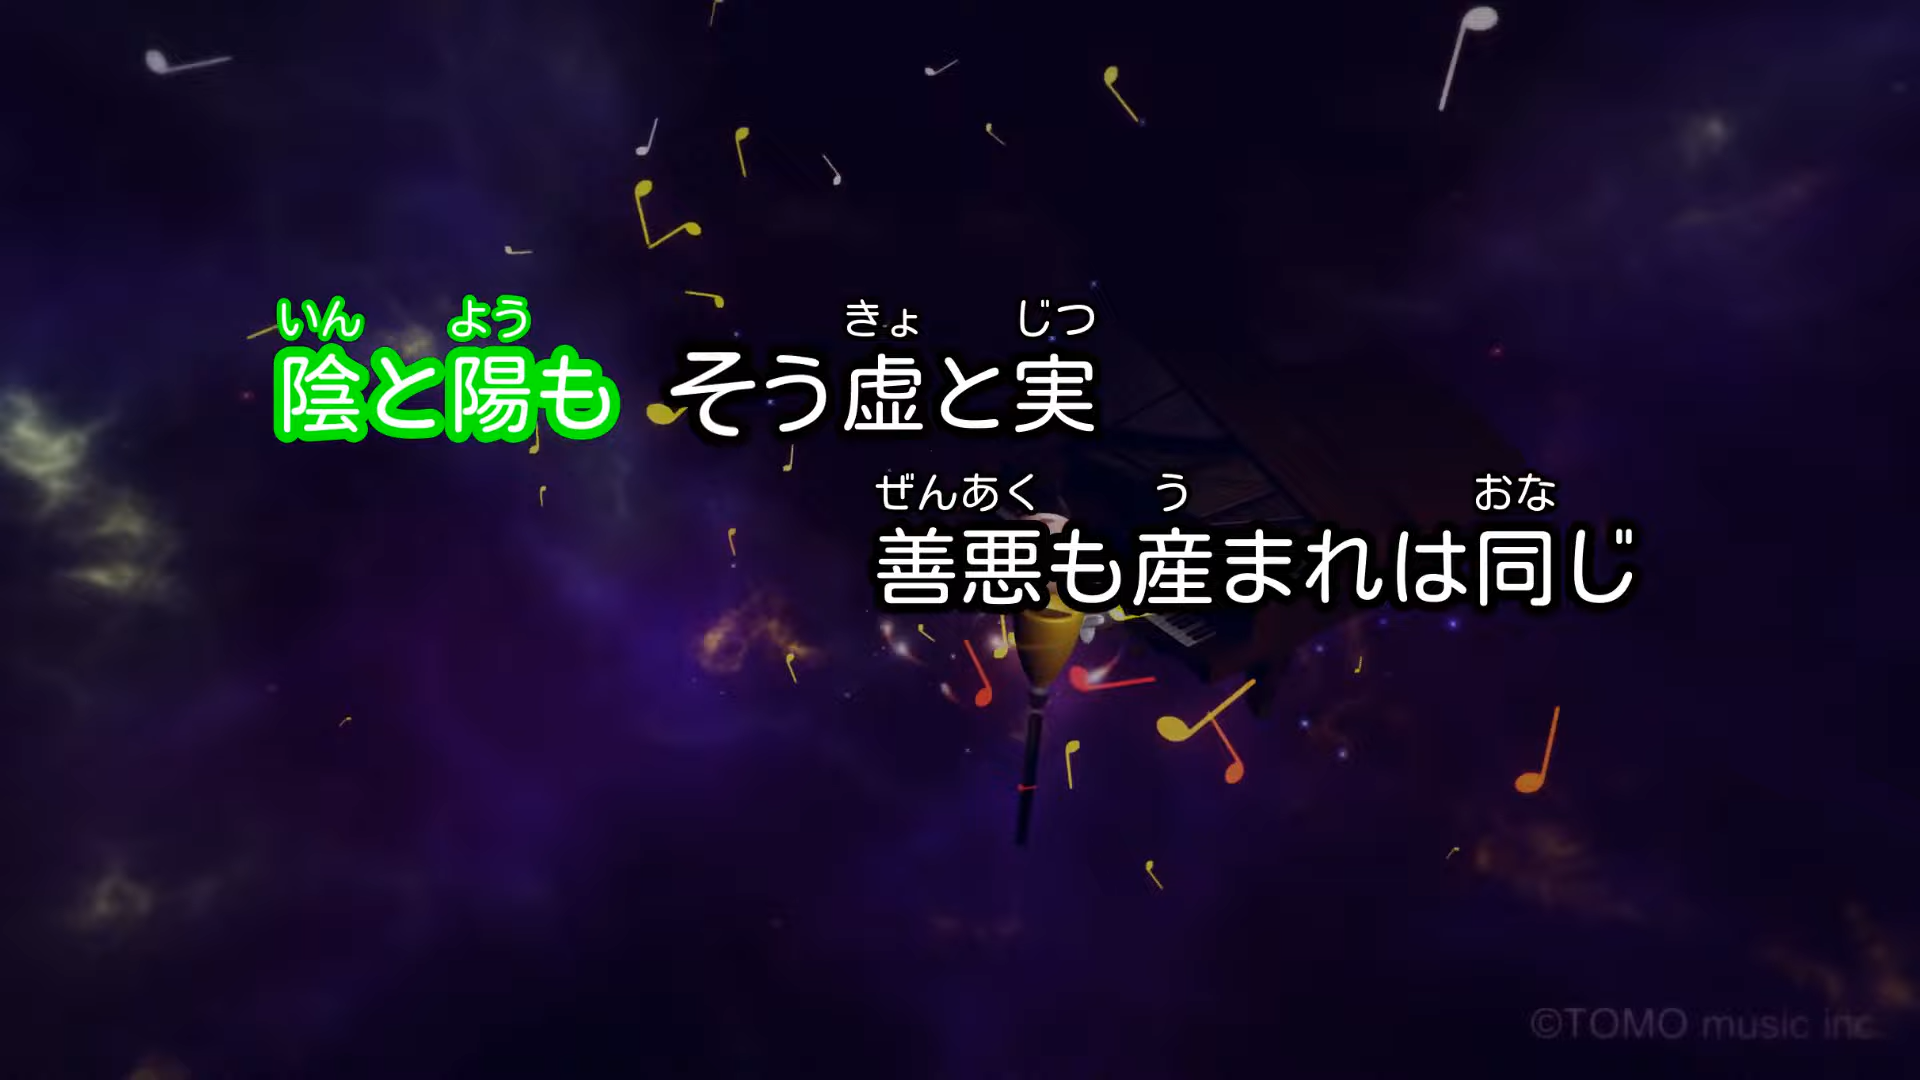 いん よう きょ じつ
陰と陽も そう虚と実
ぜんあく う おな
善悪も産まれは同じ
©TOMO music inc.